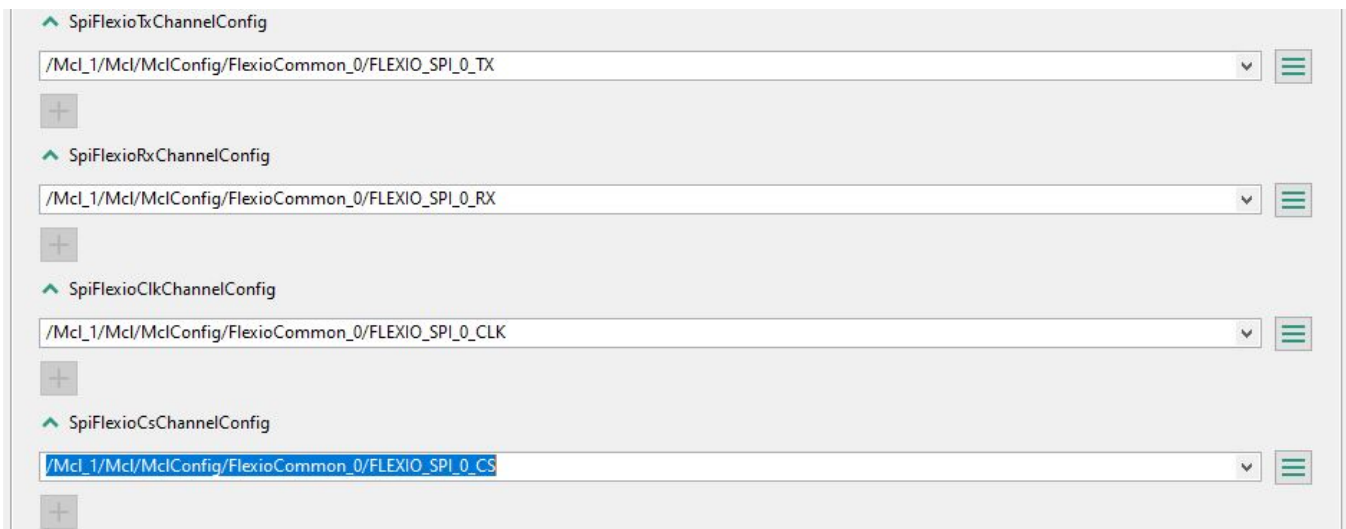 SpiFlexioTxChannelConfig
/Mcl_1/Mcl/MclConfig/FlexioCommon_0/FLEXIO_SPI_0_TX
SpiFlexioRxChannelConfig
/Mcl_1/Mcl/MclConfig/FlexioCommon_0/FLEXIO_SPI_0_RX
SpiFlexioClkChannelConfig
/Mcl_1/Mcl/MclConfig/FlexioCommon_0/FLEXIO_SPI_0_CLK
SpiFlexioCsChannelConfig
/Mcl_1/Mcl/MclConfig/FlexioCommon_0/FLEXIO_SPI_0_CS